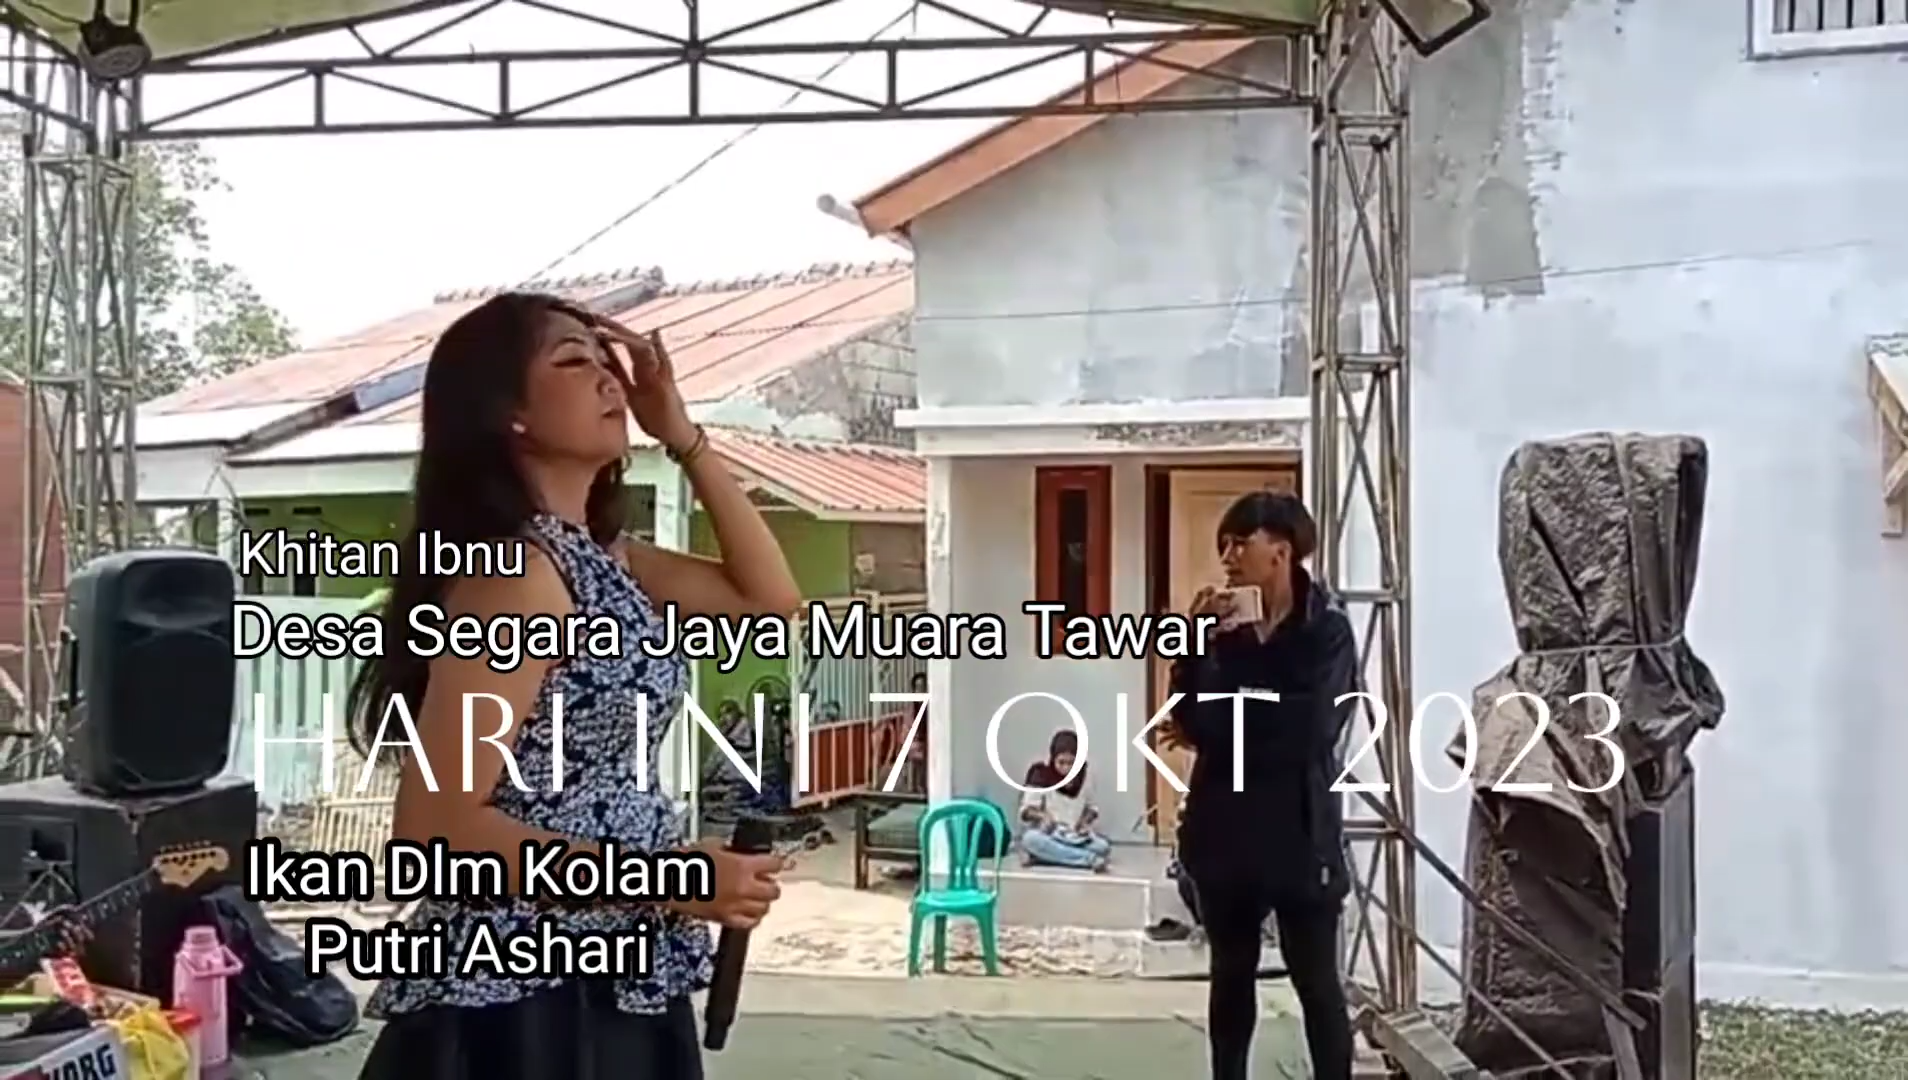 Khitan Ibnu
Desa Segara Jaya Muara Tawar
HARI INI 7 OKT 2023
Ikan Dlm Kolam
Putri Ashari